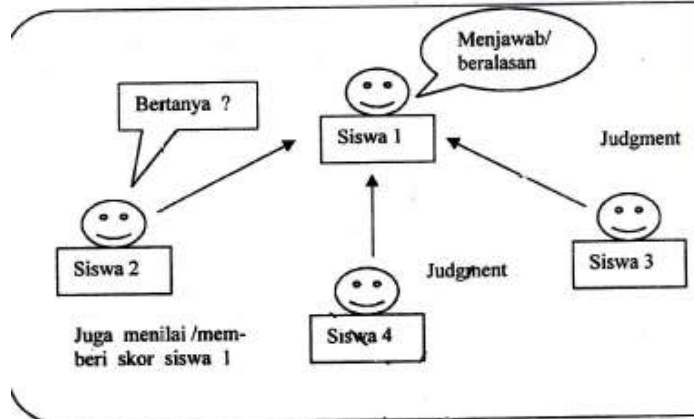 Menjawab/
beralasan
Bertanya ?
Siswa 1
Judgment
Siswa 2
Siswa 3
Judgment
Siswa 4
Juga menilai /mem-
beri skor siswa 1